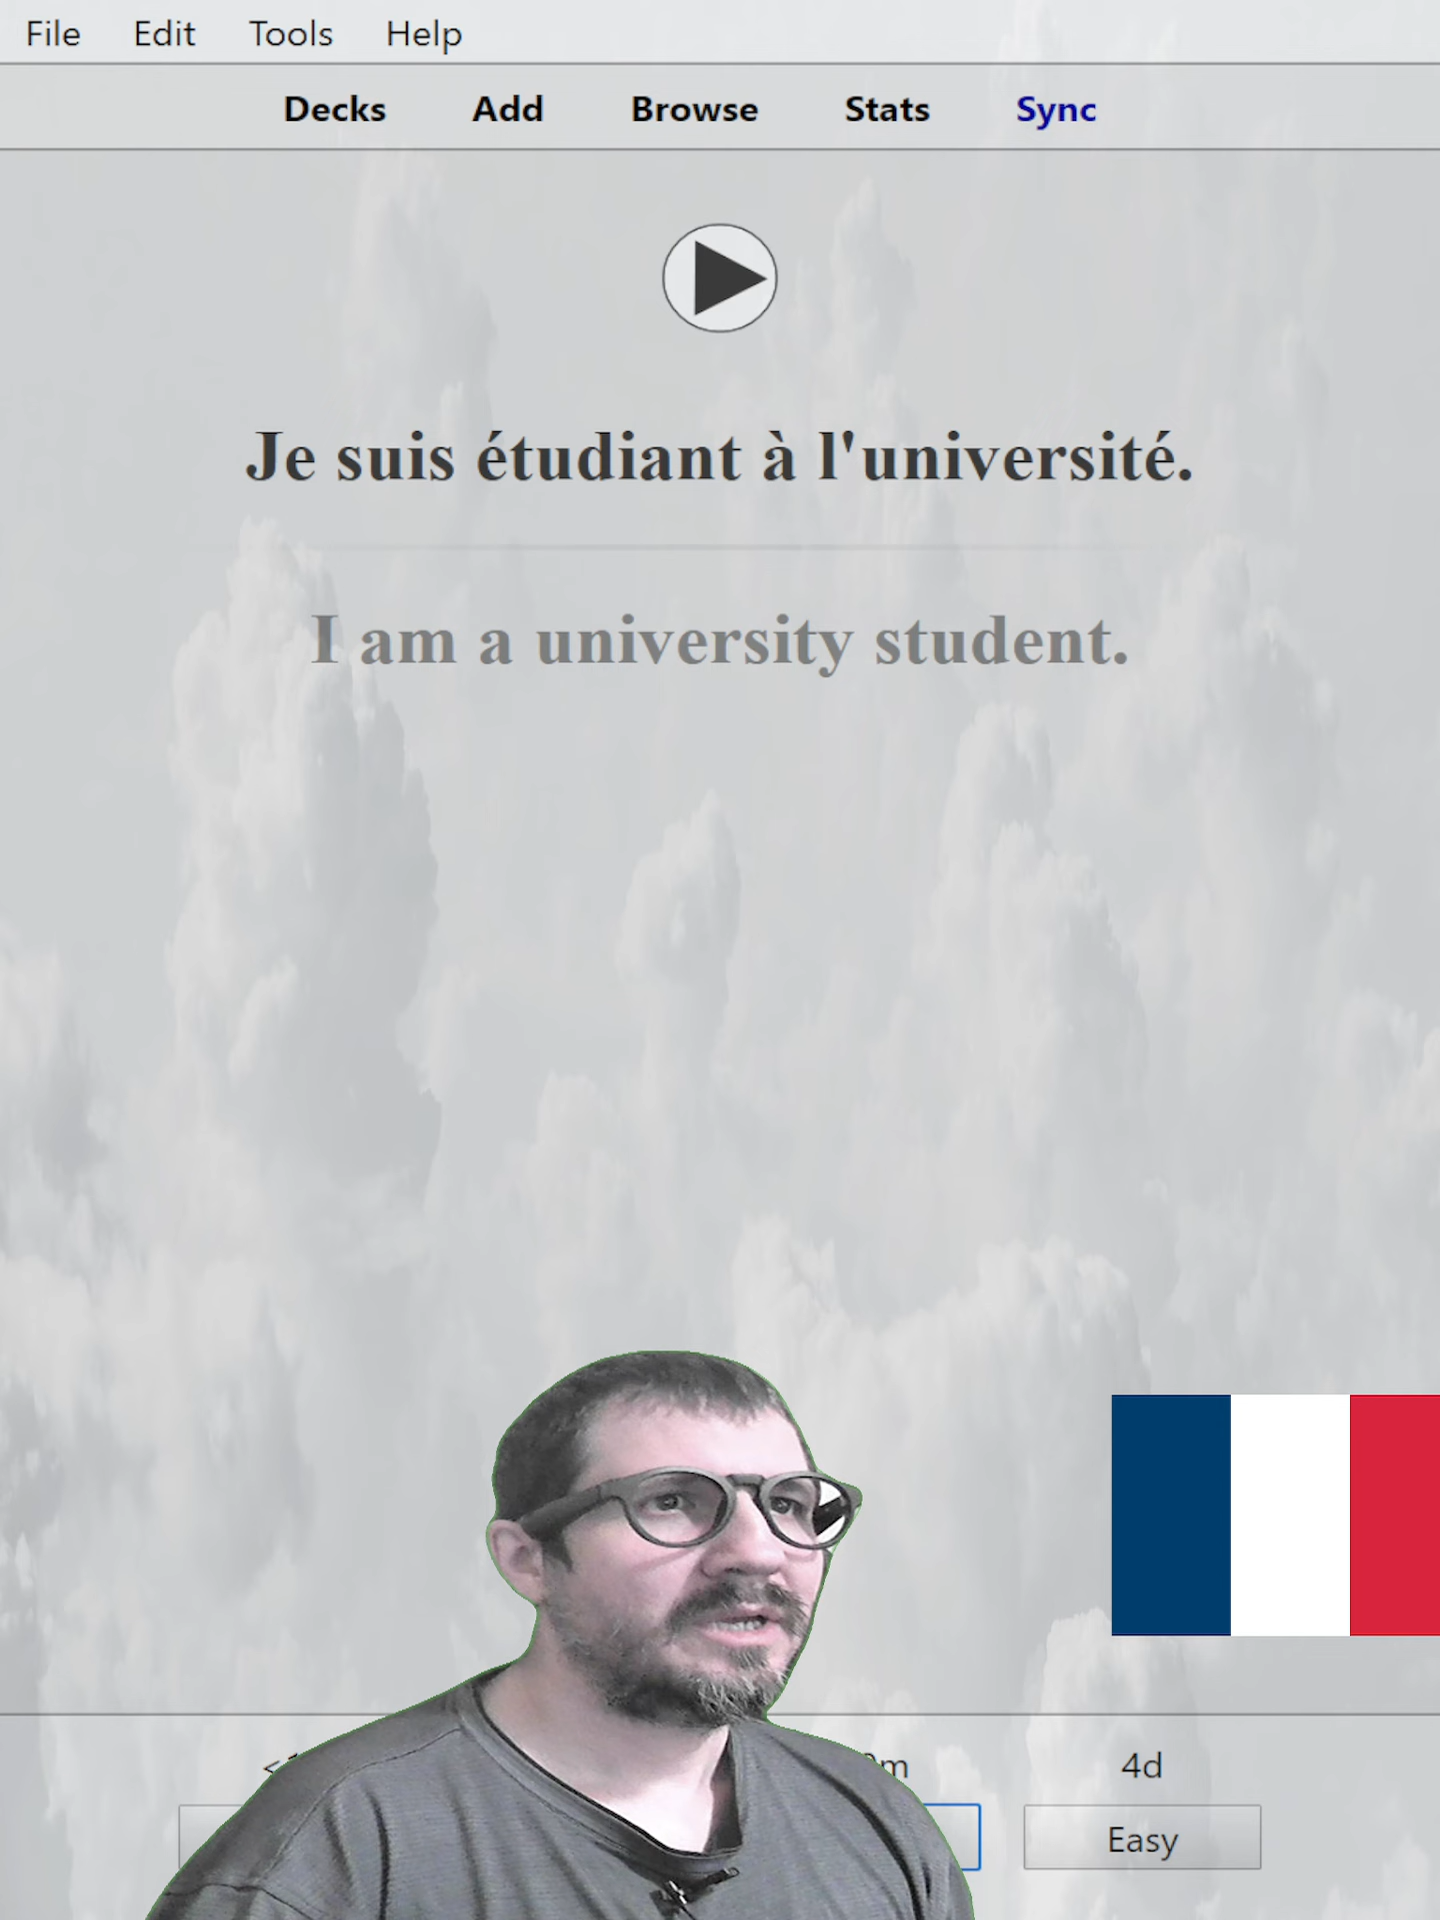 File Edit Tools Help
Decks Add Browse Stats Sync
Je suis étudiant à l'université.
I am a university student.
4d
Easy